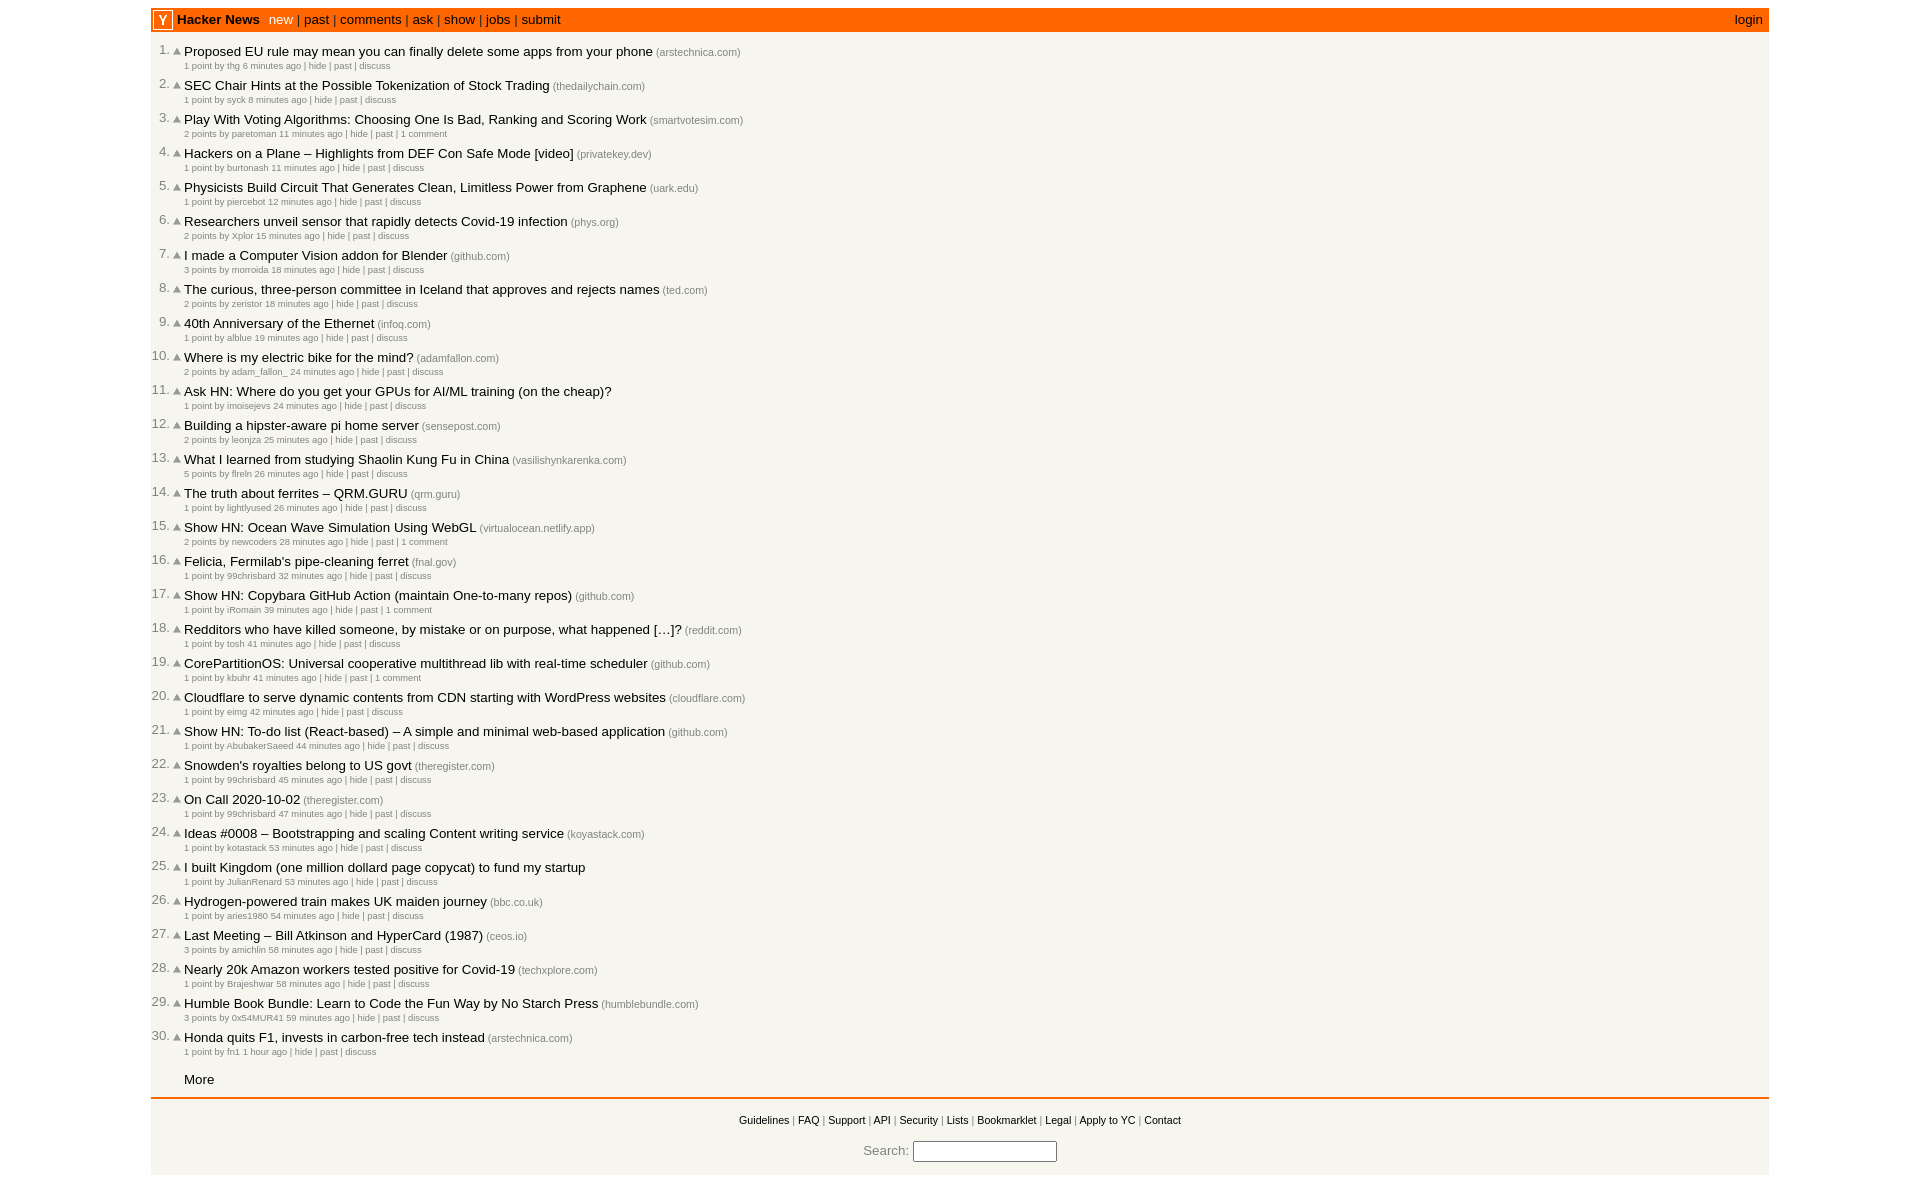 Y Hacker News new | past | comments | ask | show | jobs | submit login
1. Proposed EU rule may mean you can finally delete some apps from your phone (arstechnica.com)
1 point by thg 6 minutes ago | hide | past | discuss
2. SEC Chair Hints at the Possible Tokenization of Stock Trading (thedailychain.com)
1 point by syck 8 minutes ago | hide | past | discuss
3. Play With Voting Algorithms: Choosing One Is Bad, Ranking and Scoring Work (smartvotesim.com)
2 points by paretoman 11 minutes ago | hide | past | 1 comment
4. Hackers on a Plane – Highlights from DEF Con Safe Mode [video] (privatekey.dev)
1 point by burtonash 11 minutes ago | hide | past | discuss
5. Physicists Build Circuit That Generates Clean, Limitless Power from Graphene (uark.edu)
1 point by piercebot 12 minutes ago | hide | past | discuss
6. Researchers unveil sensor that rapidly detects Covid-19 infection (phys.org)
2 points by Xplor 15 minutes ago | hide | past | discuss
7. I made a Computer Vision addon for Blender (github.com)
3 points by morroida 18 minutes ago | hide | past | discuss
8. The curious, three-person committee in Iceland that approves and rejects names (ted.com)
2 points by zeristor 18 minutes ago | hide | past | discuss
9. 40th Anniversary of the Ethernet (infoq.com)
1 point by alblue 19 minutes ago | hide | past | discuss
10. Where is my electric bike for the mind? (adamfallon.com)
2 points by adam_fallon_ 24 minutes ago | hide | past | discuss
11. Ask HN: Where do you get your GPUs for AI/ML training (on the cheap)?
1 point by imoisejevs 24 minutes ago | hide | past | discuss
12. Building a hipster-aware pi home server (sensepost.com)
2 points by leonjza 25 minutes ago | hide | past | discuss
13. What I learned from studying Shaolin Kung Fu in China (vasilishynkarenka.com)
5 points by flreln 26 minutes ago | hide | past | discuss
14. The truth about ferrites – QRM.GURU (qrm.guru)
1 point by lightlyused 26 minutes ago | hide | past | discuss
15. Show HN: Ocean Wave Simulation Using WebGL (virtualocean.netlify.app)
2 points by newcoders 28 minutes ago | hide | past | 1 comment
16. Felicia, Fermilab's pipe-cleaning ferret (fnal.gov)
1 point by 99chrisbard 32 minutes ago | hide | past | discuss
17. Show HN: Copybara GitHub Action (maintain One-to-many repos) (github.com)
1 point by iRomain 39 minutes ago | hide | past | 1 comment
18. Redditors who have killed someone, by mistake or on purpose, what happened […]? (reddit.com)
1 point by tosh 41 minutes ago | hide | past | discuss
19. CorePartitionOS: Universal cooperative multithread lib with real-time scheduler (github.com)
1 point by kbuhr 41 minutes ago | hide | past | 1 comment
20. Cloudflare to serve dynamic contents from CDN starting with WordPress websites (cloudflare.com)
1 point by eimg 42 minutes ago | hide | past | discuss
21. Show HN: To-do list (React-based) – A simple and minimal web-based application (github.com)
1 point by AbubakerSaeed 44 minutes ago | hide | past | discuss
22. Snowden's royalties belong to US govt (theregister.com)
1 point by 99chrisbard 45 minutes ago | hide | past | discuss
23. On Call 2020-10-02 (theregister.com)
1 point by 99chrisbard 47 minutes ago | hide | past | discuss
24. Ideas #0008 – Bootstrapping and scaling Content writing service (koyastack.com)
1 point by kotastack 53 minutes ago | hide | past | discuss
25. I built Kingdom (one million dollard page copycat) to fund my startup
1 point by JulianRenard 53 minutes ago | hide | past | discuss
26. Hydrogen-powered train makes UK maiden journey (bbc.co.uk)
1 point by aries1980 54 minutes ago | hide | past | discuss
27. Last Meeting – Bill Atkinson and HyperCard (1987) (ceos.io)
3 points by amichlin 58 minutes ago | hide | past | discuss
28. Nearly 20k Amazon workers tested positive for Covid-19 (techxplore.com)
1 point by Brajeshwar 58 minutes ago | hide | past | discuss
29. Humble Book Bundle: Learn to Code the Fun Way by No Starch Press (humblebundle.com)
3 points by 0x54MUR41 59 minutes ago | hide | past | discuss
30. Honda quits F1, invests in carbon-free tech instead (arstechnica.com)
1 point by fn1 1 hour ago | hide | past | discuss
More
Guidelines | FAQ | Support | API | Security | Lists | Bookmarklet | Legal | Apply to YC | Contact
Search: